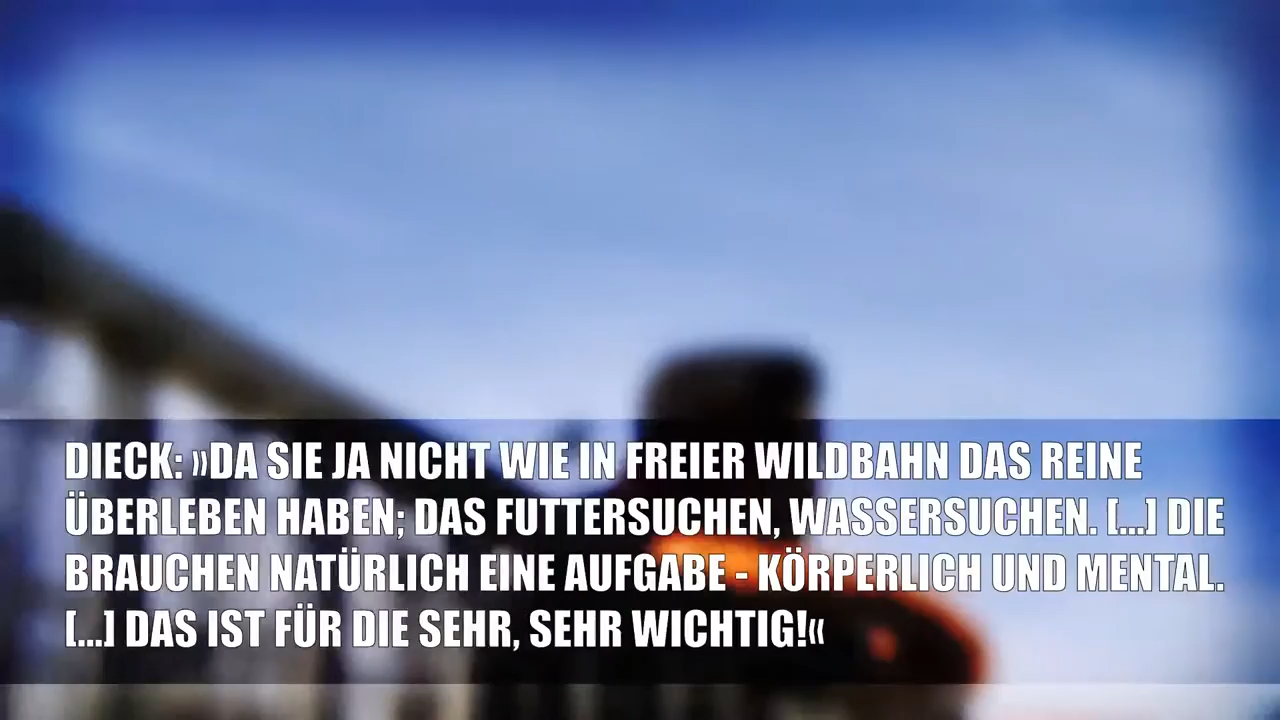 DIECK: »DA SIE JA NICHT WIE IN FREIER WILDBAHN DAS REINE
ÜBERLEBEN HABEN; DAS FUTTERSUCHEN, WASSERSUCHEN. [...] DIE
BRAUCHEN NATÜRLICH EINE AUFGABE - KÖRPERLICH UND MENTAL.
[...] DAS IST FÜR DIE SEHR, SEHR WICHTIG!«